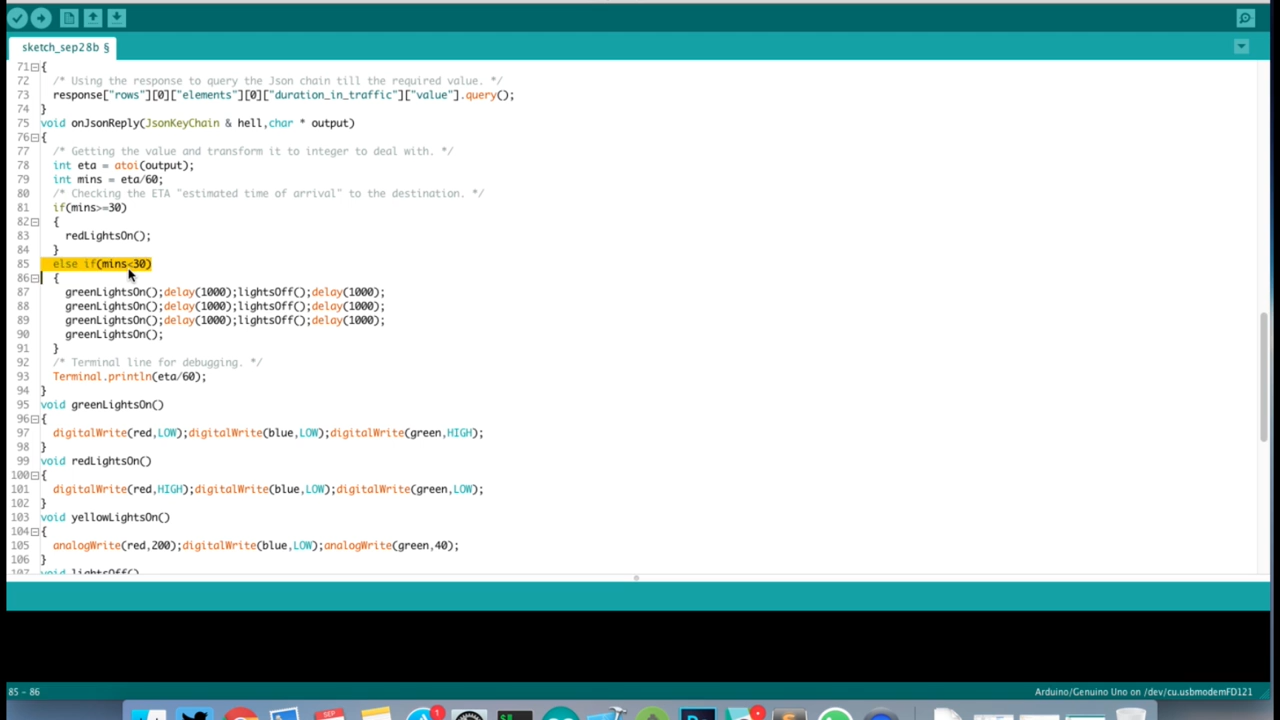 sketch_sep28b §
71 {
72 /* Using the response to query the Json chain till the required value. */
73 response["rows"][0]["elements"][0]["duration_in_traffic"]["value"].query();
74 }
75 void onJsonReply(JsonKeyChain & hell,char * output)
76 {
77 /* Getting the value and transform it to integer to deal with. */
78 int eta = atoi(output);
79 int mins = eta/60;
80 /* Checking the ETA "estimated time of arrival" to the destination. */
81 if(mins>=30)
82 {
83 redLightsOn();
84 }
85 else if(mins<30)
86 {
87 greenLightsOn();delay(1000);lightsOff();delay(1000);
88 greenLightsOn();delay(1000);lightsOff();delay(1000);
89 greenLightsOn();delay(1000);lightsOff();delay(1000);
90 greenLightsOn();
91 }
92 /* Terminal line for debugging. */
93 Terminal.println(eta/60);
94 }
95 void greenLightsOn()
96 {
97 digitalWrite(red,LOW);digitalWrite(blue,LOW);digitalWrite(green,HIGH);
98 }
99 void redLightsOn()
100 {
101 digitalWrite(red,HIGH);digitalWrite(blue,LOW);digitalWrite(green,LOW);
102 }
103 void yellowLightsOn()
104 {
105 analogWrite(red,200);digitalWrite(blue,LOW);analogWrite(green,40);
106 }
107 void lightsOff()
85 - 86
Arduino/Genuino Uno on /dev/cu.usbmodemFD121
SEP
1